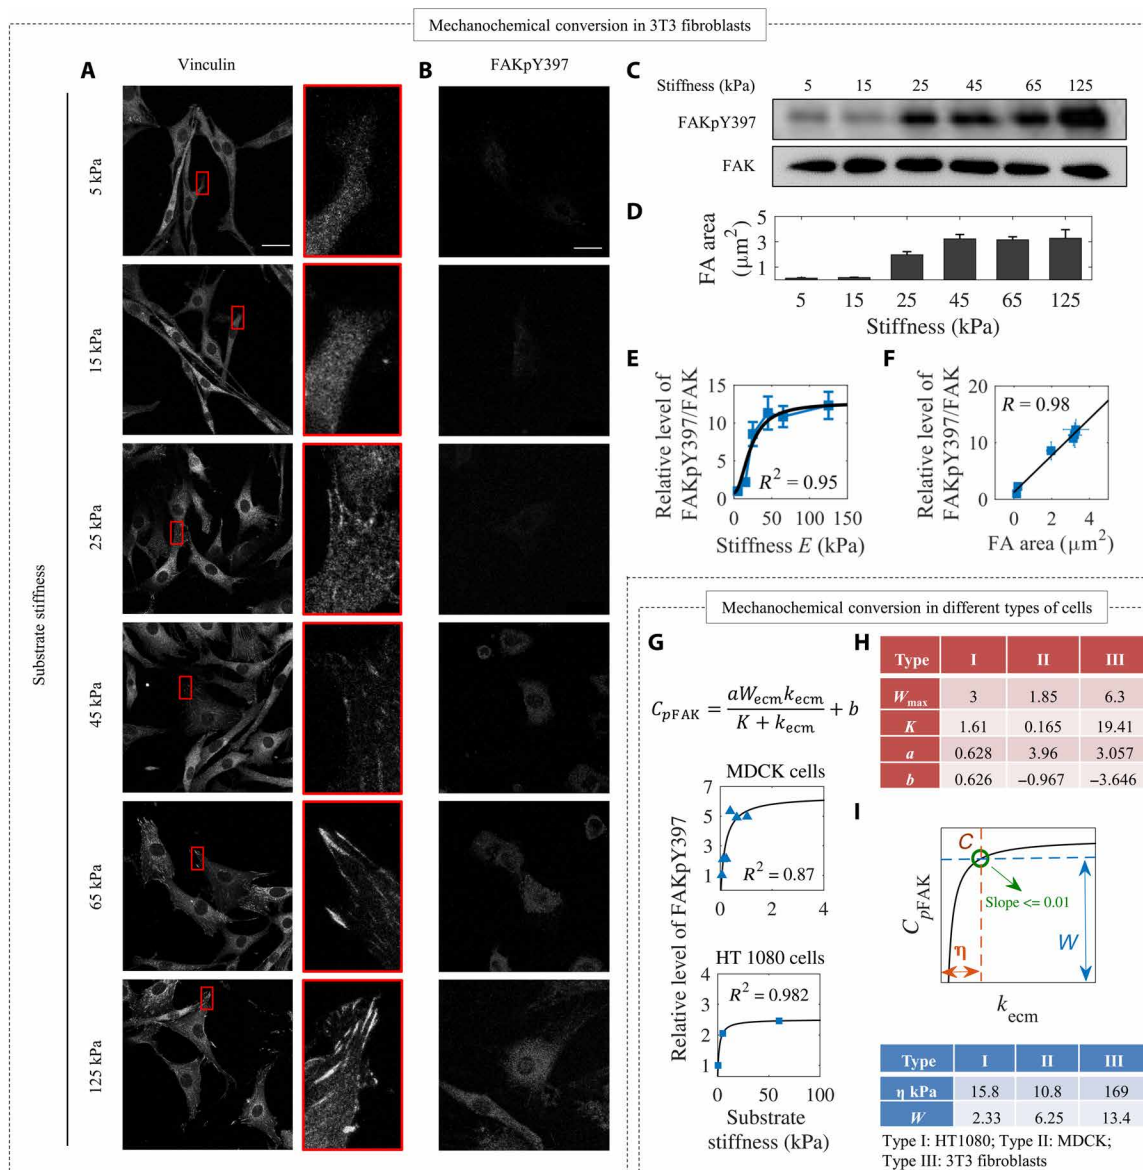 Mechanochemical conversion in 3T3 fibroblasts
A
Vinculin
B
FAKpY397
Substrate stiffness
5 kPa
15 kPa
25 kPa
45 kPa
65 kPa
125 kPa
C
Stiffness (kPa) 5 15 25 45 65 125
FAKpY397
FAK
D
FA area
(μm²)
5
3
1
5 15 25 45 65 125
Stiffness (kPa)
E
Relative level of
FAKpY397/FAK
15
10
5
0
R² = 0.95
0 50 100 150
Stiffness E (kPa)
F
Relative level of
FAKpY397/FAK
20
10
0
R = 0.98
0 2 4
FA area (μm²)
Mechanochemical conversion in different types of cells
G
C_pFAK = aW_ecm k_ecm / (K + k_ecm) + b
Relative level of FAKpY397
MDCK cells
7
5
3
1
R² = 0.87
0 2 4
HT 1080 cells
4
3
2
1
R² = 0.982
0 50 100
Substrate
stiffness (kPa)
H
Type I II III
W_max 3 1.85 6.3
K 1.61 0.165 19.41
a 0.628 3.96 3.057
b 0.626 −0.967 −3.646
I
C_pFAK
C
Slope <= 0.01
η
W
k_ecm
Type I II III
η kPa 15.8 10.8 169
W 2.33 6.25 13.4
Type I: HT1080; Type II: MDCK;
Type III: 3T3 fibroblasts